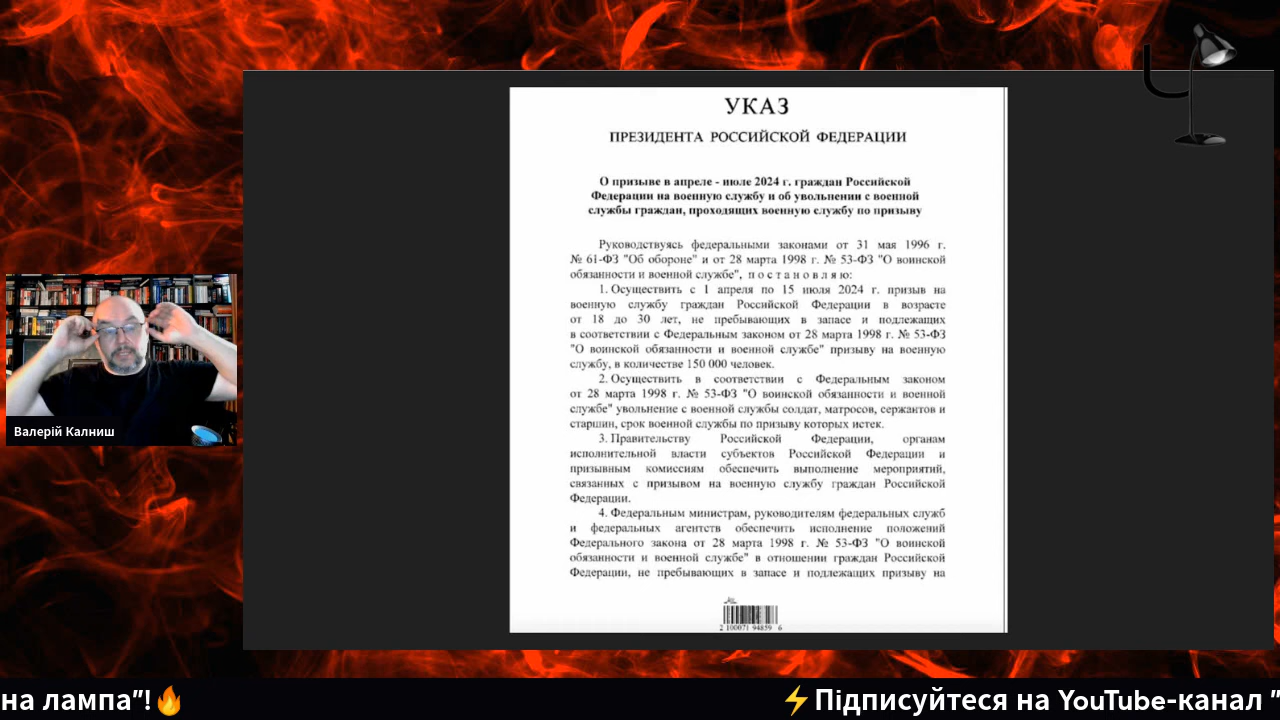 УКАЗ
ПРЕЗИДЕНТА РОССИЙСКОЙ ФЕДЕРАЦИИ
О призыве в апреле - июле 2024 г. граждан Российской
Федерации на военную службу и об увольнении с военной
службы граждан, проходящих военную службу по призыву
Руководствуясь федеральными законами от 31 мая 1996 г.
№ 61-ФЗ "Об обороне" и от 28 марта 1998 г. № 53-ФЗ "О воинской
обязанности и военной службе", п о с т а н о в л я ю:
1. Осуществить с 1 апреля по 15 июля 2024 г. призыв на
военную службу граждан Российской Федерации в возрасте
от 18 до 30 лет, не пребывающих в запасе и подлежащих
в соответствии с Федеральным законом от 28 марта 1998 г. № 53-ФЗ
"О воинской обязанности и военной службе" призыву на военную
службу, в количестве 150 000 человек.
2. Осуществить в соответствии с Федеральным законом
от 28 марта 1998 г. № 53-ФЗ "О воинской обязанности и военной
службе" увольнение с военной службы солдат, матросов, сержантов и
старшин, срок военной службы по призыву которых истек.
3. Правительству Российской Федерации, органам
исполнительной власти субъектов Российской Федерации и
призывным комиссиям обеспечить выполнение мероприятий,
связанных с призывом на военную службу граждан Российской
Федерации.
4. Федеральным министрам, руководителям федеральных служб
и федеральных агентств обеспечить исполнение положений
Федерального закона от 28 марта 1998 г. № 53-ФЗ "О воинской
обязанности и военной службе" в отношении граждан Российской
Федерации, не пребывающих в запасе и подлежащих призыву на
2 100071 94859 6
Валерій Калниш
на лампа"!🔥 ⚡Підписуйтеся на YouTube-канал "